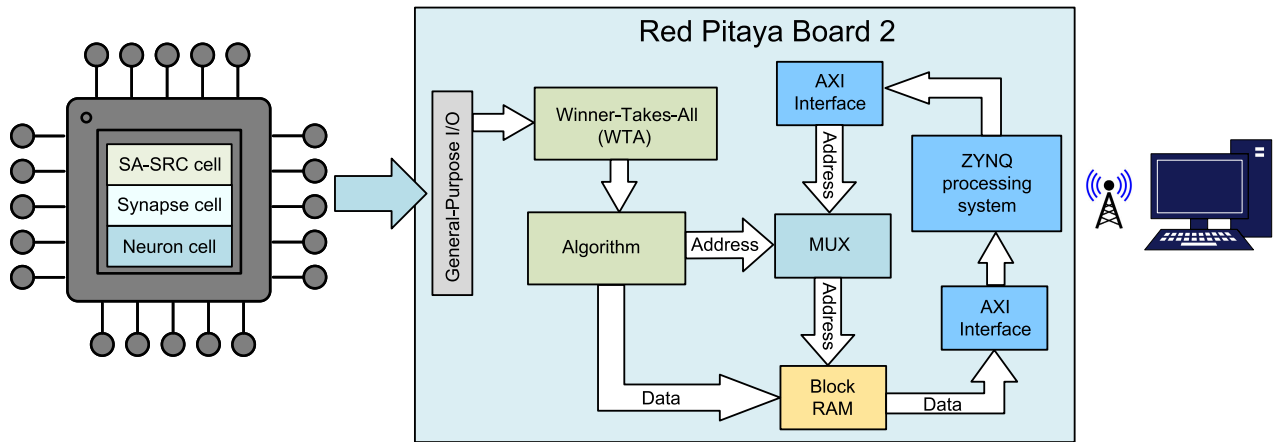 Red Pitaya Board 2
SA-SRC cell
Synapse cell
Neuron cell
General-Purpose I/O
Winner-Takes-All
(WTA)
Algorithm
Address
AXI
Interface
Address
MUX
Address
Data
Block
RAM
Data
AXI
Interface
ZYNQ
processing
system